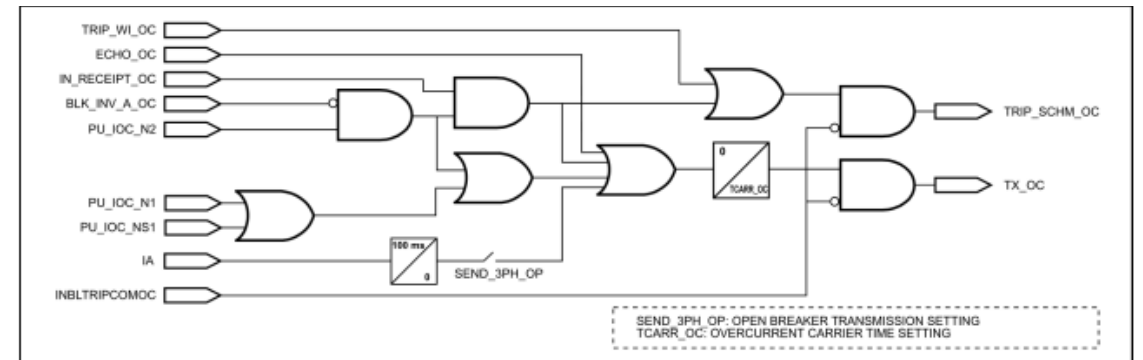 TRIP_WI_OC
ECHO_OC
IN_RECEIPT_OC
BLK_INV_A_OC
PU_IOC_N2
TRIP_SCHM_OC
0
TCARR_OC
TX_OC
PU_IOC_N1
PU_IOC_NS1
IA
100 ms
0
SEND_3PH_OP
INBLTRIPCOMOC
SEND_3PH_OP: OPEN BREAKER TRANSMISSION SETTING
TCARR_OC: OVERCURRENT CARRIER TIME SETTING